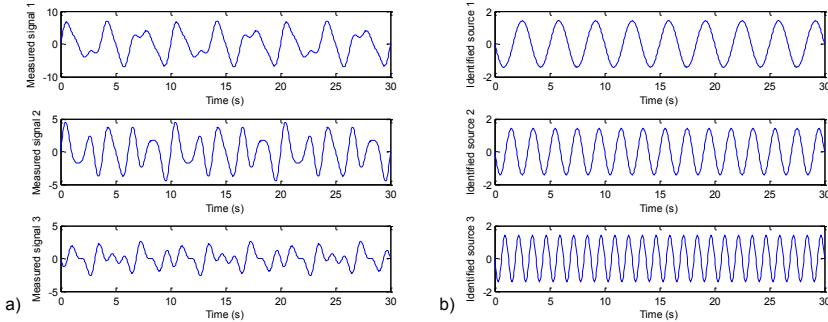 a)
Measured signal 1
10
0
-10
0 5 10 15 20 25 30
Time (s)
Measured signal 2
5
0
-5
0 5 10 15 20 25 30
Time (s)
Measured signal 3
5
0
-5
0 5 10 15 20 25 30
Time (s)
b)
Identified source 1
2
0
-2
0 5 10 15 20 25 30
Time (s)
Identified source 2
2
0
-2
0 5 10 15 20 25 30
Time (s)
Identified source 3
2
0
-2
0 5 10 15 20 25 30
Time (s)